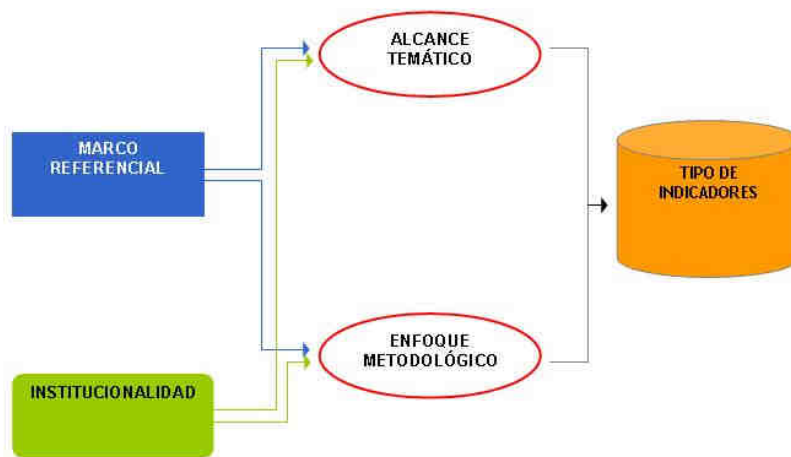 ALCANCE
TEMÁTICO
MARCO
REFERENCIAL
TIPO DE
INDICADORES
ENFOQUE
METODOLÓGICO
INSTITUCIONALIDAD